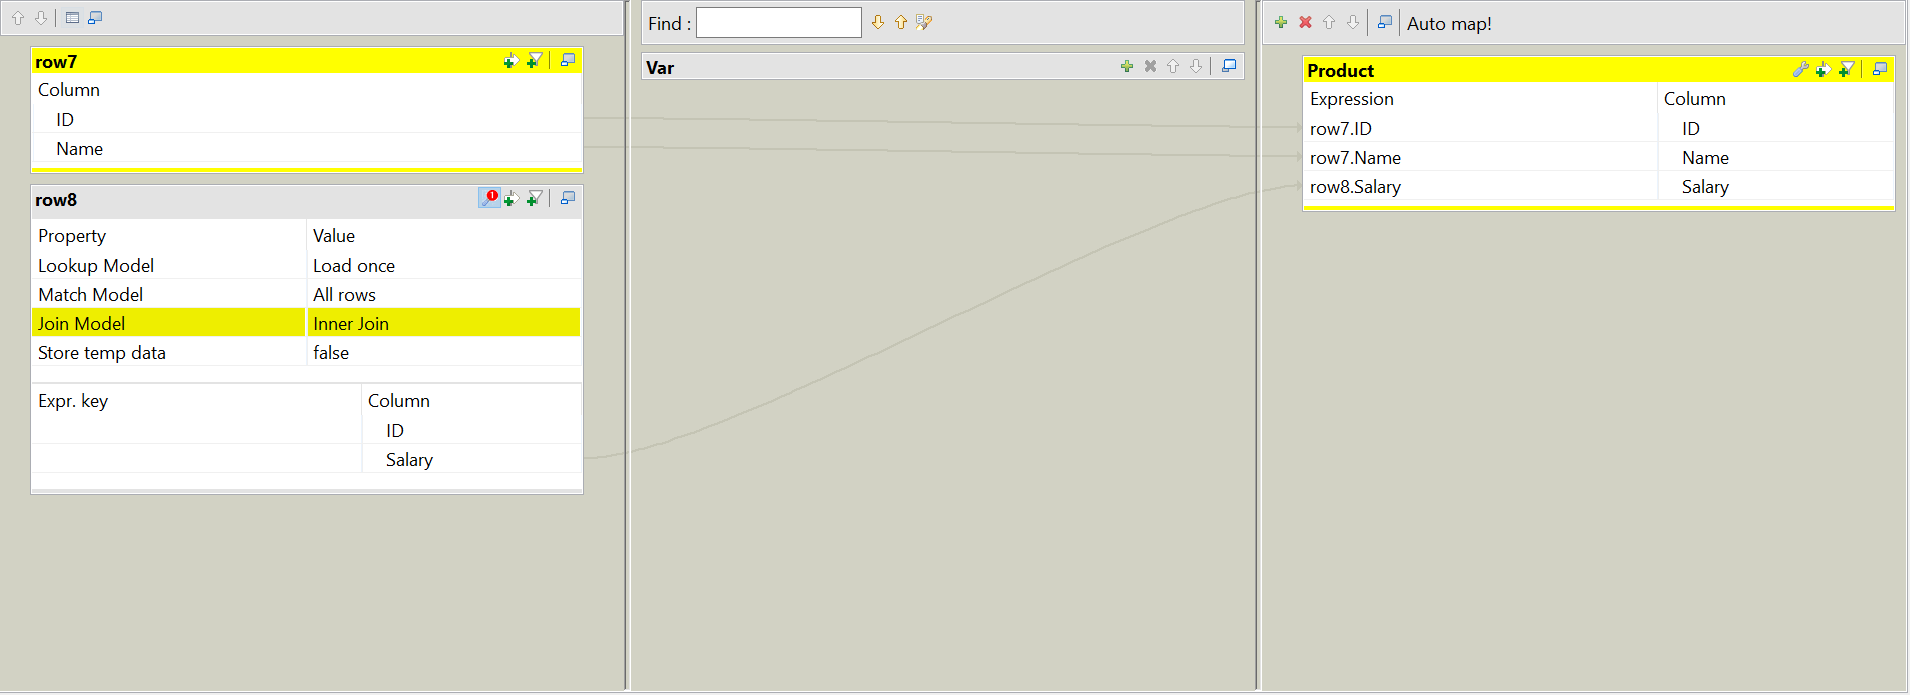 row7
Column
ID
Name
row8
Property Value
Lookup Model Load once
Match Model All rows
Join Model Inner Join
Store temp data false
Expr. key Column
ID
Salary
Find :
Var
Auto map!
Product
Expression Column
row7.ID ID
row7.Name Name
row8.Salary Salary